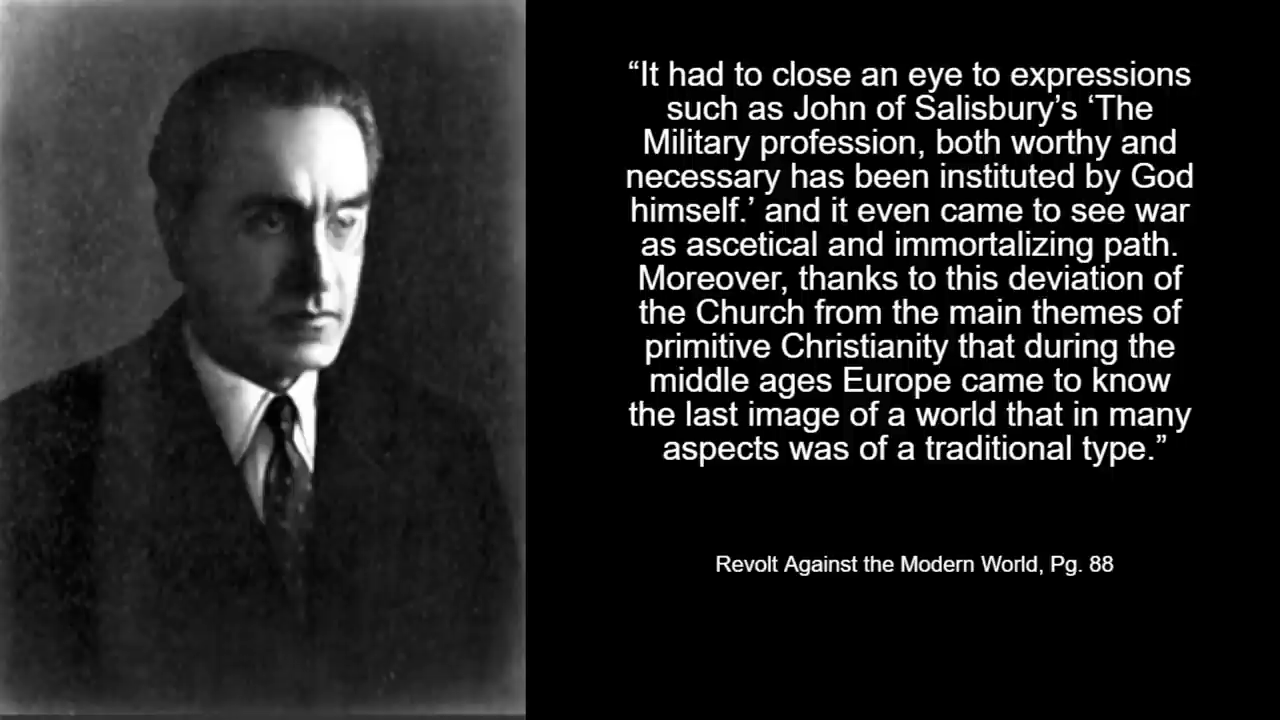 “It had to close an eye to expressions
such as John of Salisbury’s ‘The
Military profession, both worthy and
necessary has been instituted by God
himself.’ and it even came to see war
as ascetical and immortalizing path.
Moreover, thanks to this deviation of
the Church from the main themes of
primitive Christianity that during the
middle ages Europe came to know
the last image of a world that in many
aspects was of a traditional type.”
Revolt Against the Modern World, Pg. 88